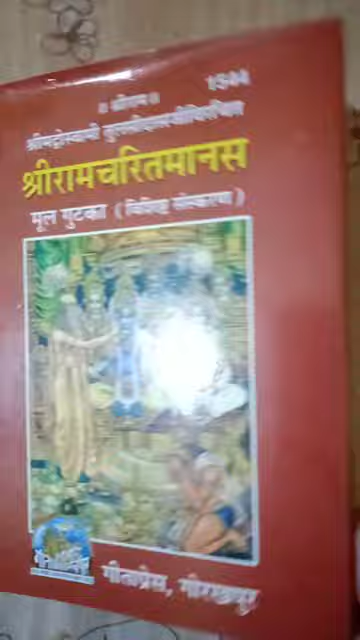 1544
॥ श्रीराम ॥
श्रीमद्गोस्वामी तुलसीदासजीविरचित
श्रीरामचरितमानस
मूल गुटका ( विशिष्ट संस्करण )
गीताप्रेस, गोरखपुर